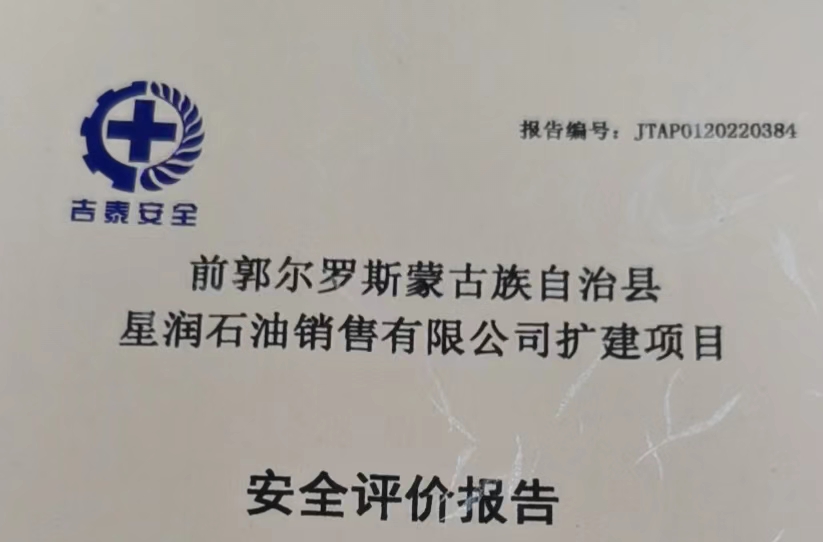 报告编号：JTAP0120220384
吉泰安全
前郭尔罗斯蒙古族自治县
星润石油销售有限公司扩建项目
安全评价报告